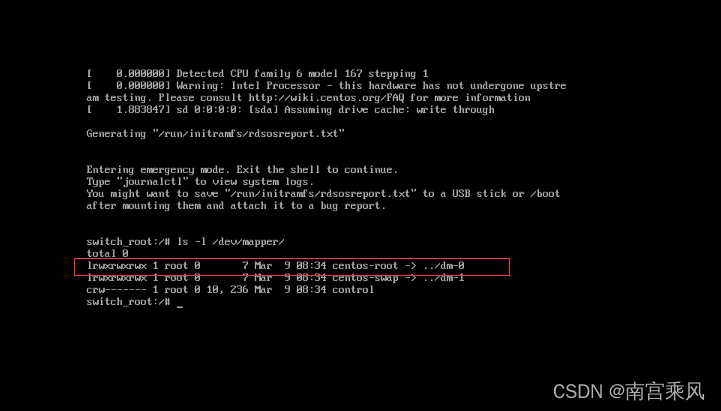 [    0.000000] Detected CPU family 6 model 167 stepping 1
[    0.000000] Warning: Intel Processor - this hardware has not undergone upstre
am testing. Please consult http://wiki.centos.org/FAQ for more information
[    1.883847] sd 0:0:0:0: [sda] Assuming drive cache: write through
Generating "/run/initramfs/rdsosreport.txt"
Entering emergency mode. Exit the shell to continue.
Type "journalctl" to view system logs.
You might want to save "/run/initramfs/rdsosreport.txt" to a USB stick or /boot
after mounting them and attach it to a bug report.
switch_root:/# ls -l /dev/mapper/
total 0
lrwxrwxrwx 1 root 0       7 Mar  9 08:34 centos-root -> ../dm-0
lrwxrwxrwx 1 root 0       7 Mar  9 08:34 centos-swap -> ../dm-1
crw------- 1 root 0 10, 236 Mar  9 08:34 control
switch_root:/# _
CSDN @南宫乘风